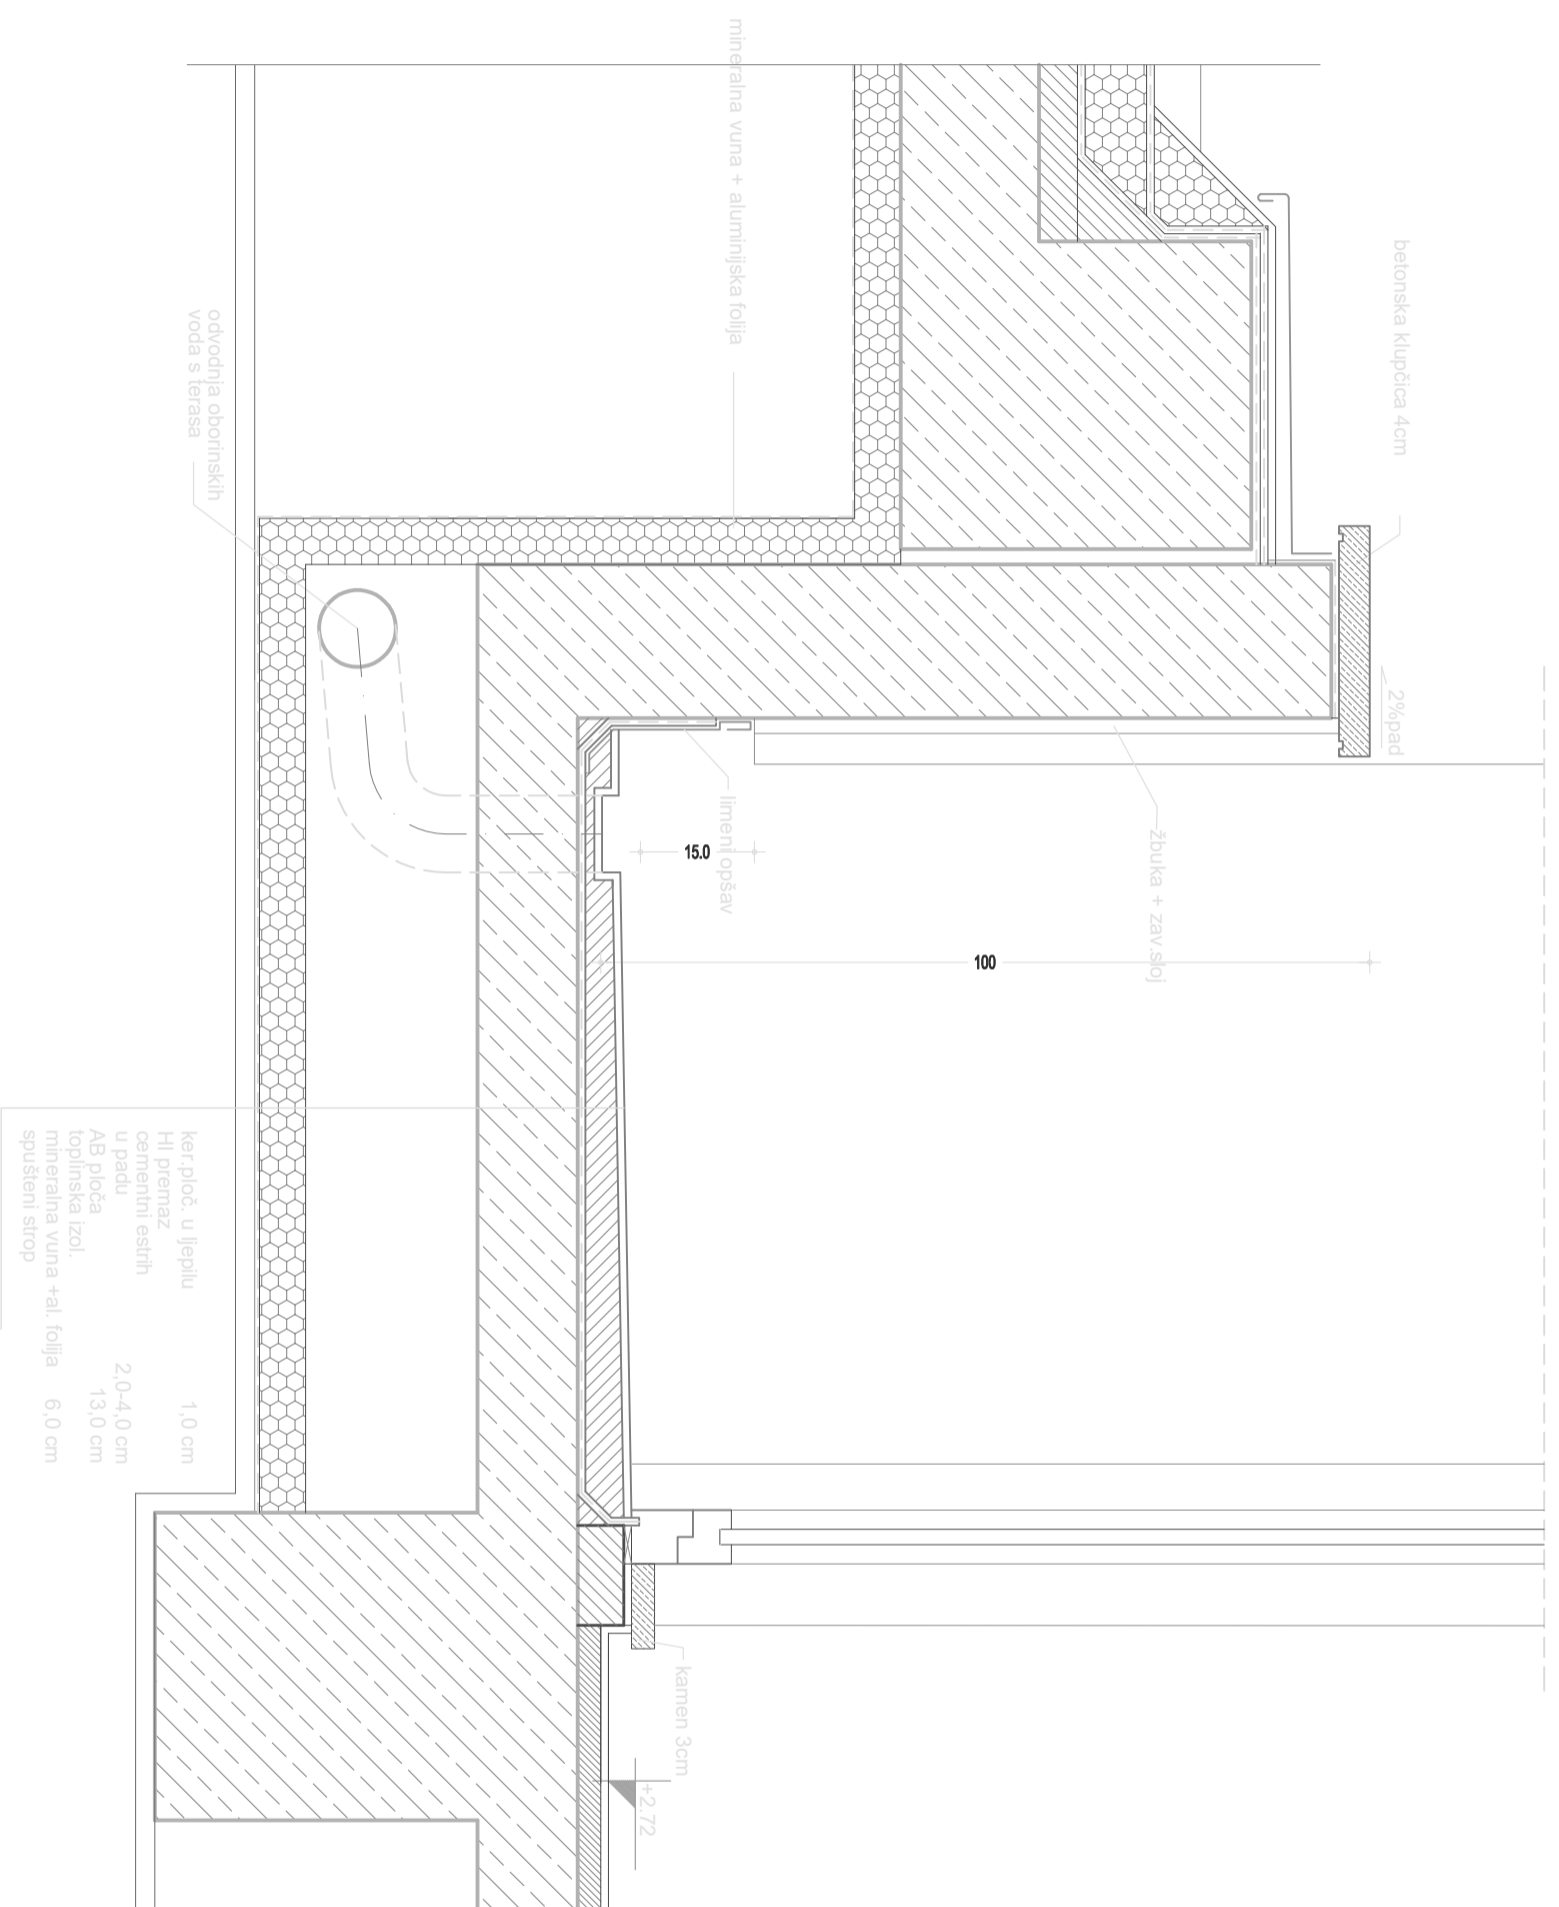 mineralna vuna + aluminijska folija
betonska klupčica 4cm
odvodnja oborinskih
voda s terasa
2%pad
limeni opšav
žbuka + zav.sloj
15.0
100
ker.ploč. u ljepilu 1,0 cm
HI premaz
cementni estrih
u padu 2,0-4,0 cm
AB ploča 13,0 cm
toplinska izol.
mineralna vuna +al. folija 6,0 cm
spušteni strop
kamen 3cm
+2.72